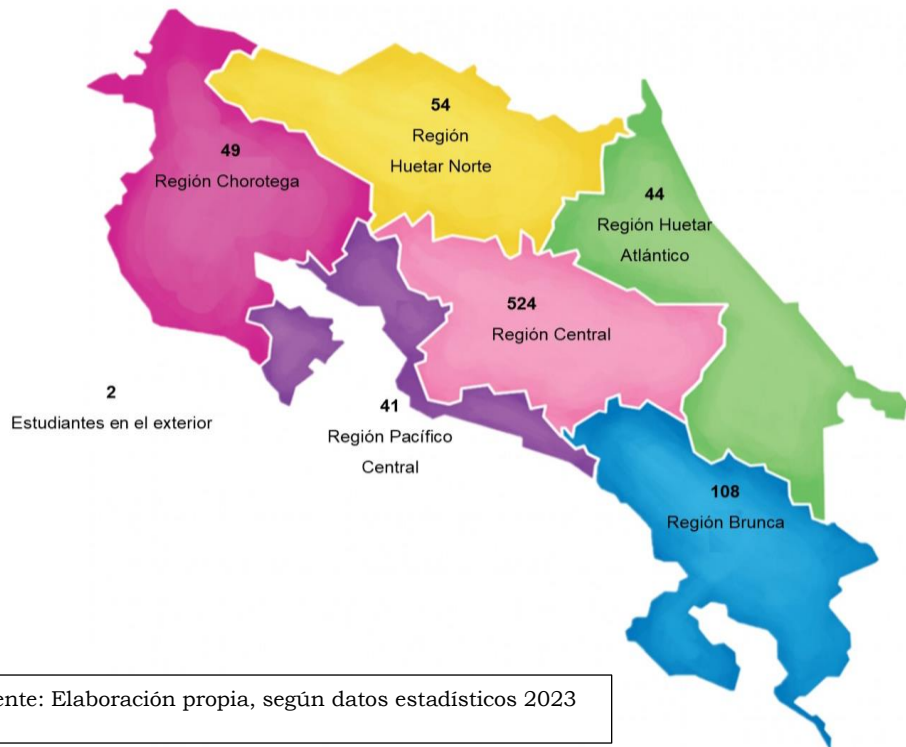 54
Región
Huetar Norte
49
Región Chorotega
44
Región Huetar
Atlántico
524
Región Central
2
Estudiantes en el exterior
41
Región Pacífico
Central
108
Región Brunca
ente: Elaboración propia, según datos estadísticos 2023